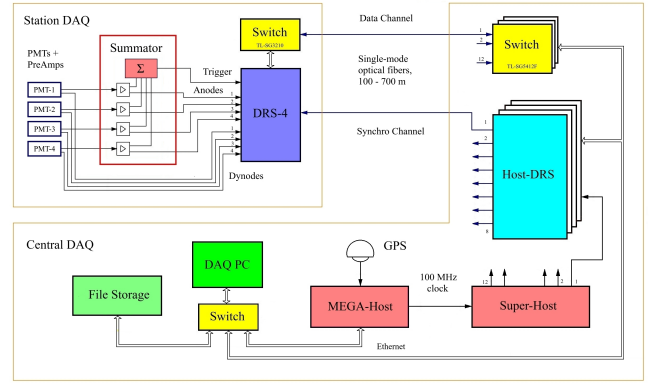 Station DAQ
PMTs +
PreAmps
Summator
Σ
PMT-1
PMT-2
PMT-3
PMT-4
Trigger
Anodes
1
2
3
4
1
2
3
4
Dynodes
Switch
TL-SG3210
DRS-4
Data Channel
Single-mode
optical fibers,
100 - 700 m
Synchro Channel
1
2
12
Switch
TL-SG5412F
1
2
8
Host-DRS
Central DAQ
File Storage
DAQ PC
Switch
GPS
MEGA-Host
100 MHz
clock
12
2
1
Super-Host
Ethernet